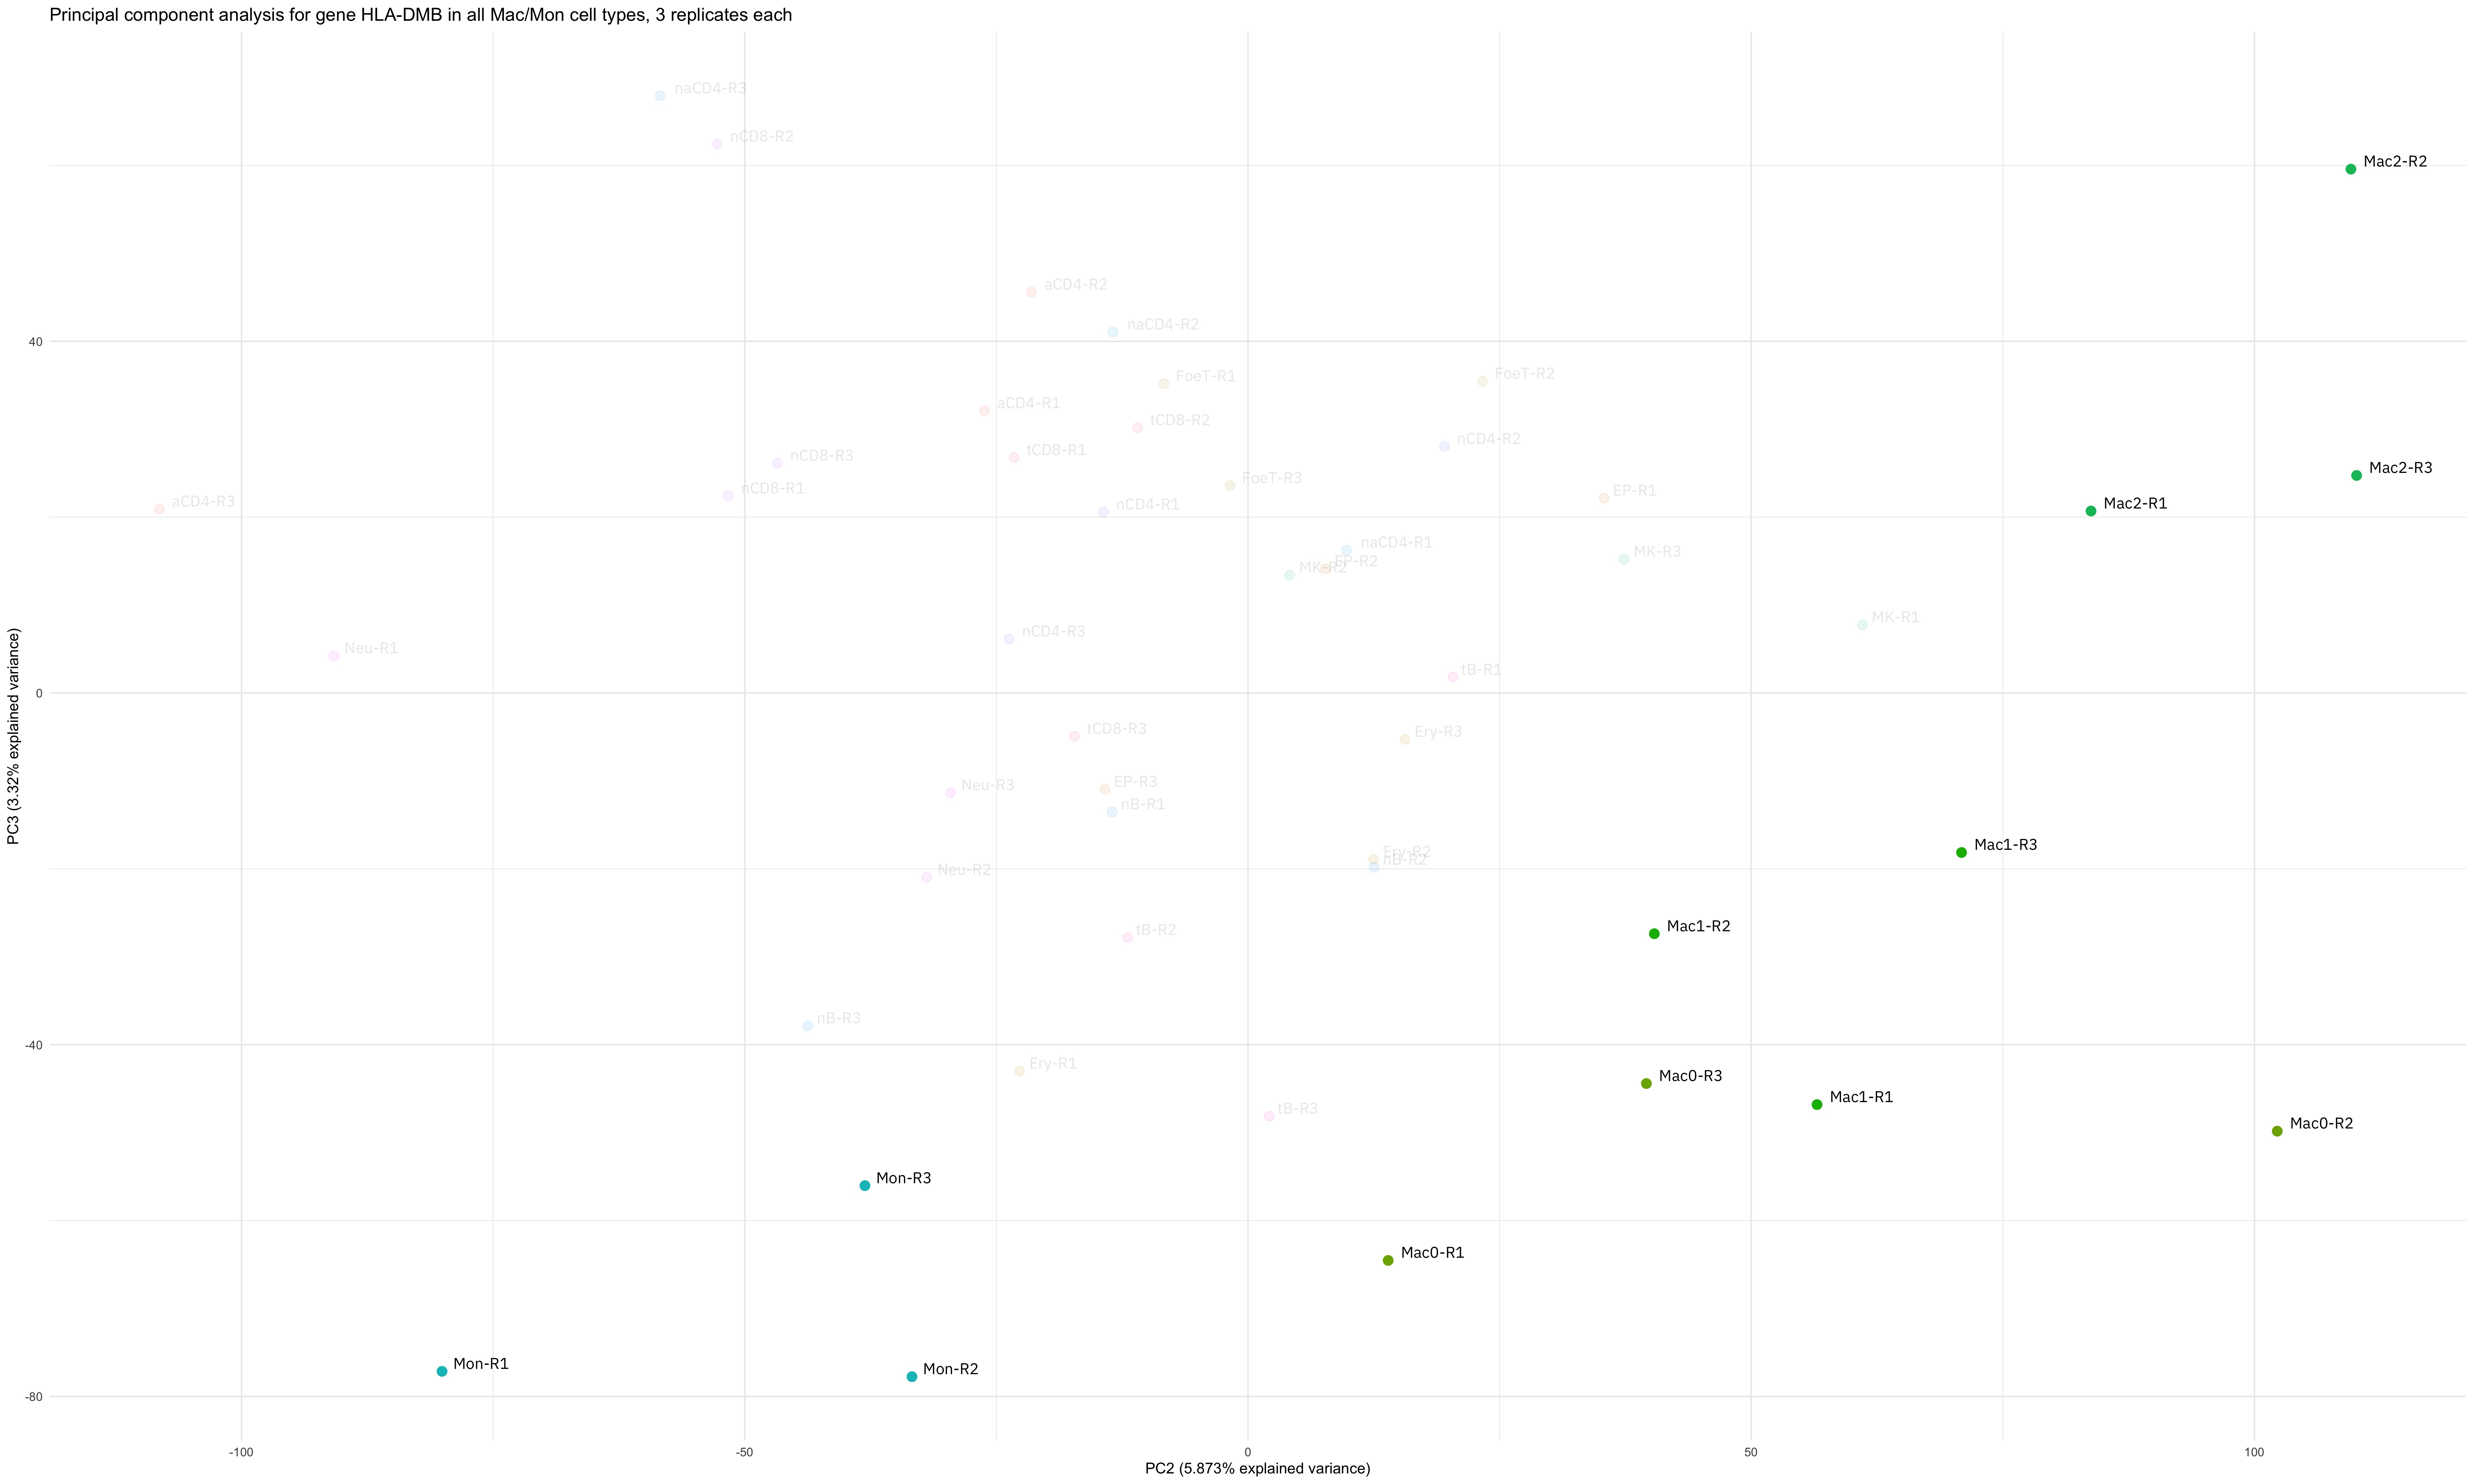 Principal component analysis for gene HLA-DMB in all Mac/Mon cell types, 3 replicates each
naCD4-R3
nCD8-R2
Mac2-R2
aCD4-R2
naCD4-R2
40
FoeT-R1
FoeT-R2
aCD4-R1
tCD8-R2
nCD4-R2
tCD8-R1
nCD8-R3
Mac2-R3
FoeT-R3
nCD8-R1
EP-R1
aCD4-R3
nCD4-R1
Mac2-R1
naCD4-R1
MK-R3
EP-R2
MK-R2
MK-R1
nCD4-R3
Neu-R1
tB-R1
0
PC3 (3.32% explained variance)
tCD8-R3
Ery-R3
EP-R3
Neu-R3
nB-R1
Mac1-R3
Ery-R2
nB-R2
Neu-R2
Mac1-R2
tB-R2
nB-R3
-40
Ery-R1
Mac0-R3
Mac1-R1
tB-R3
Mac0-R2
Mon-R3
Mac0-R1
Mon-R1
Mon-R2
-80
-100
-50
0
50
100
PC2 (5.873% explained variance)